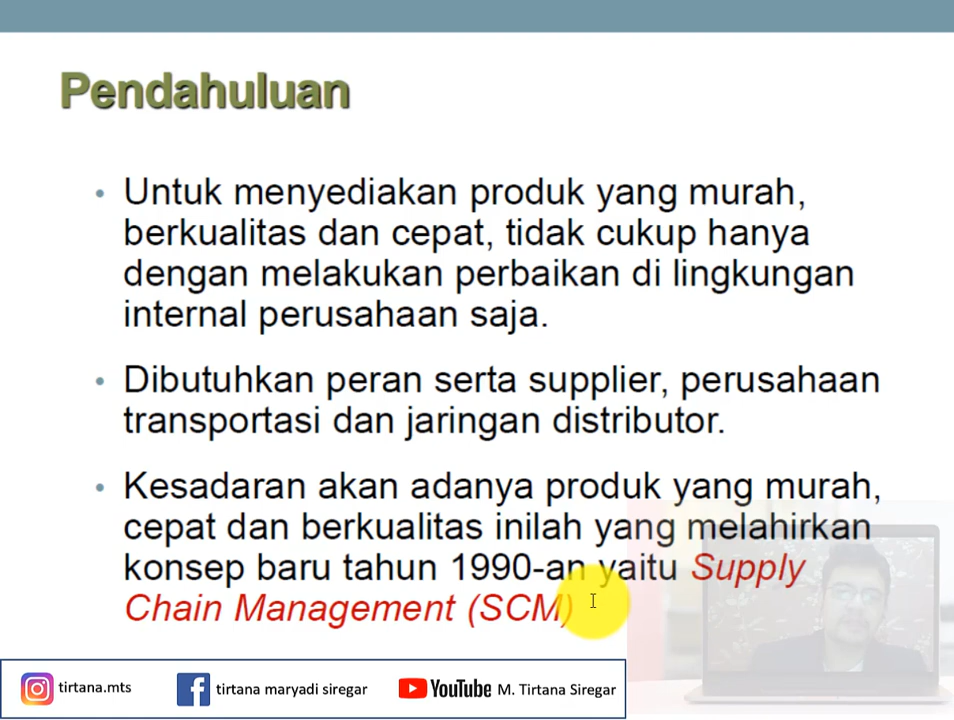 Pendahuluan
• Untuk menyediakan produk yang murah,
berkualitas dan cepat, tidak cukup hanya
dengan melakukan perbaikan di lingkungan
internal perusahaan saja.
• Dibutuhkan peran serta supplier, perusahaan
transportasi dan jaringan distributor.
• Kesadaran akan adanya produk yang murah,
cepat dan berkualitas inilah yang melahirkan
konsep baru tahun 1990-an yaitu Supply
Chain Management (SCM)
tirtana.mts
tirtana maryadi siregar
YouTube M. Tirtana Siregar